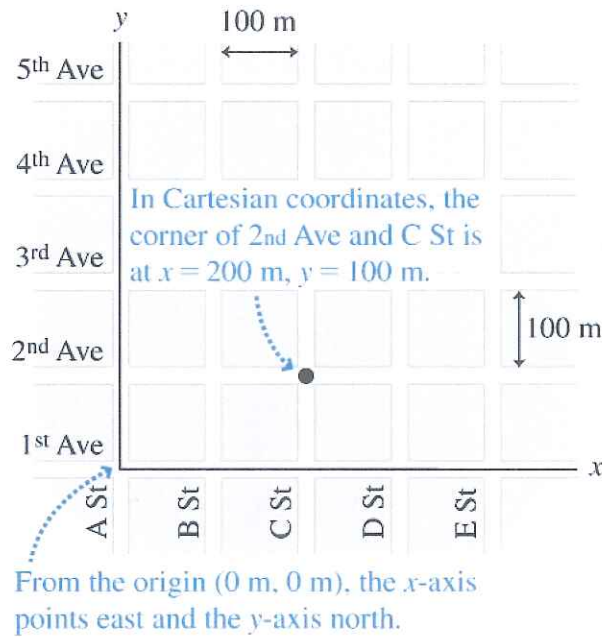 y
100 m
5th Ave
4th Ave
In Cartesian coordinates, the
corner of 2nd Ave and C St is
at x = 200 m, y = 100 m.
3rd Ave
100 m
2nd Ave
1st Ave
x
A St
B St
C St
D St
E St
From the origin (0 m, 0 m), the x-axis
points east and the y-axis north.